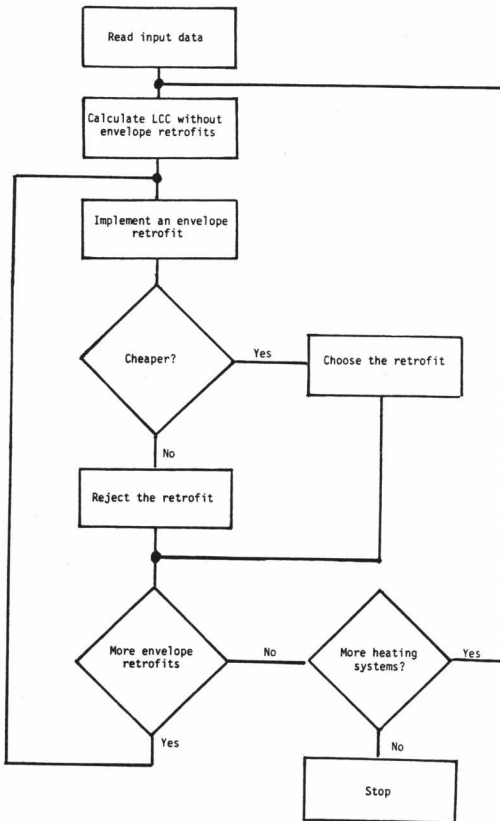 Read input data
Calculate LCC without
envelope retrofits
Implement an envelope
retrofit
Cheaper?
Yes
Choose the retrofit
No
Reject the retrofit
More envelope
retrofits
No
More heating
systems?
Yes
Yes
No
Stop